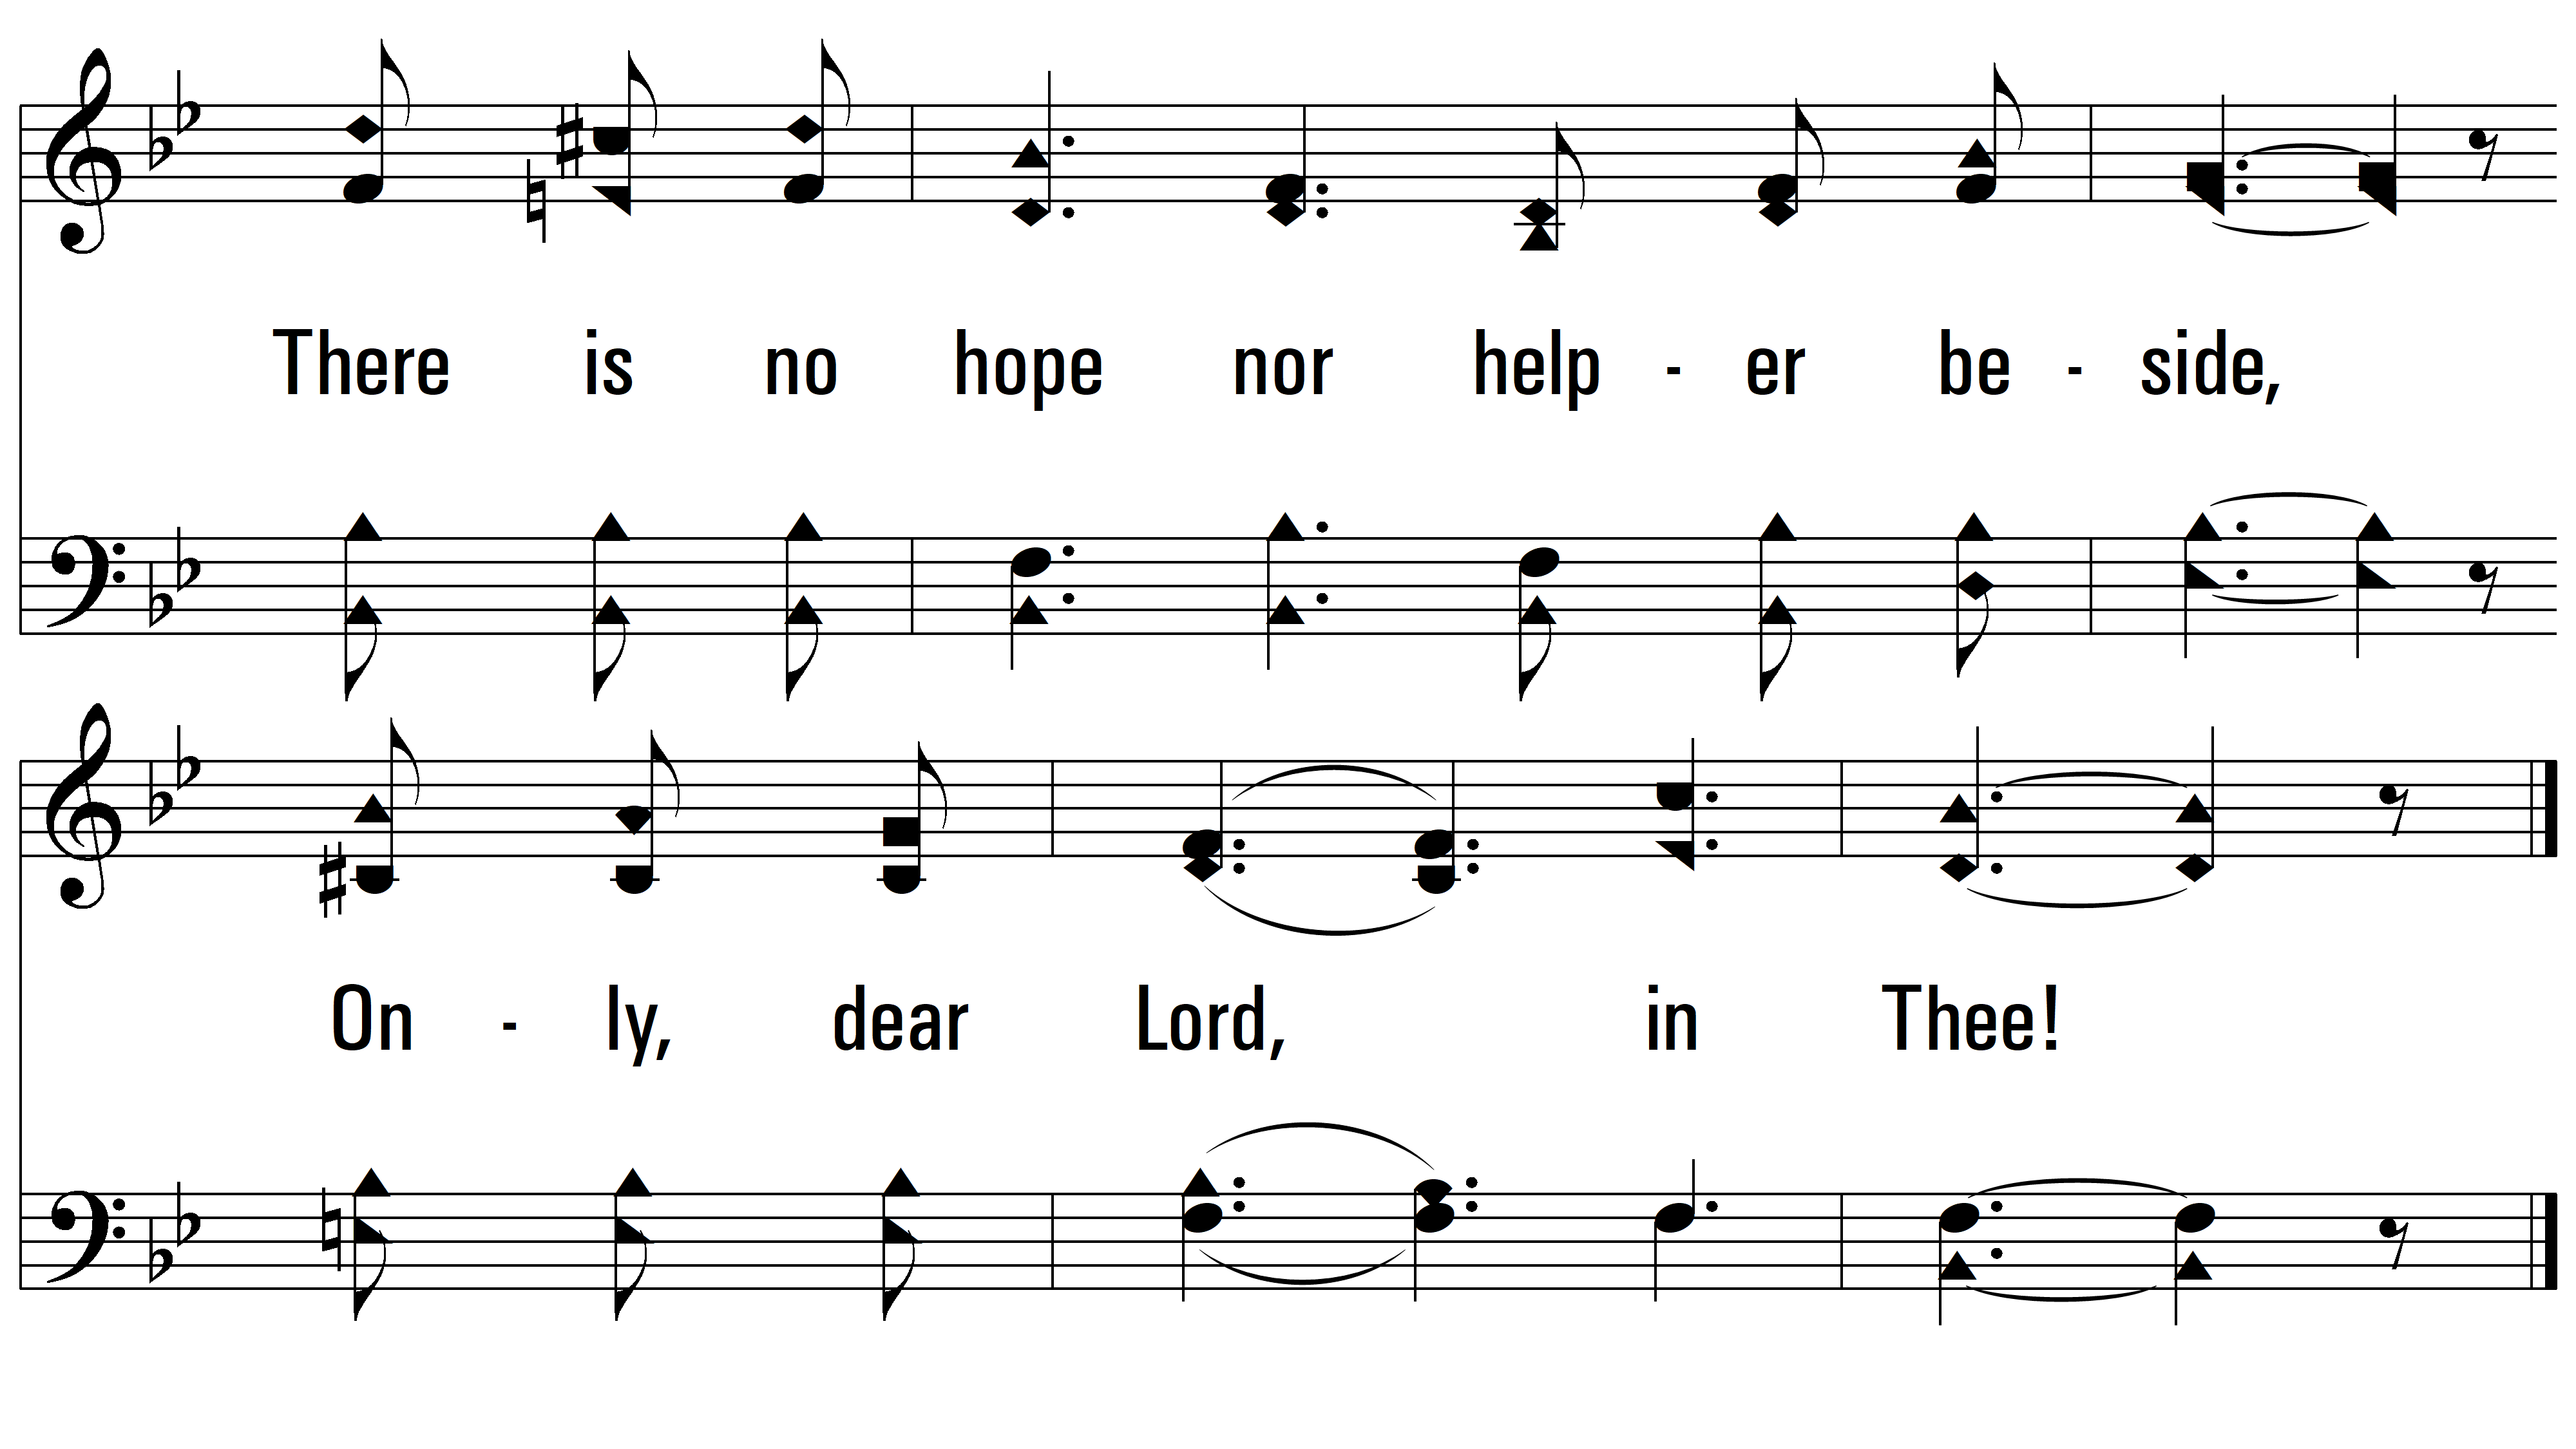 There is no hope nor help - er be - side,
On - ly, dear Lord, in Thee!